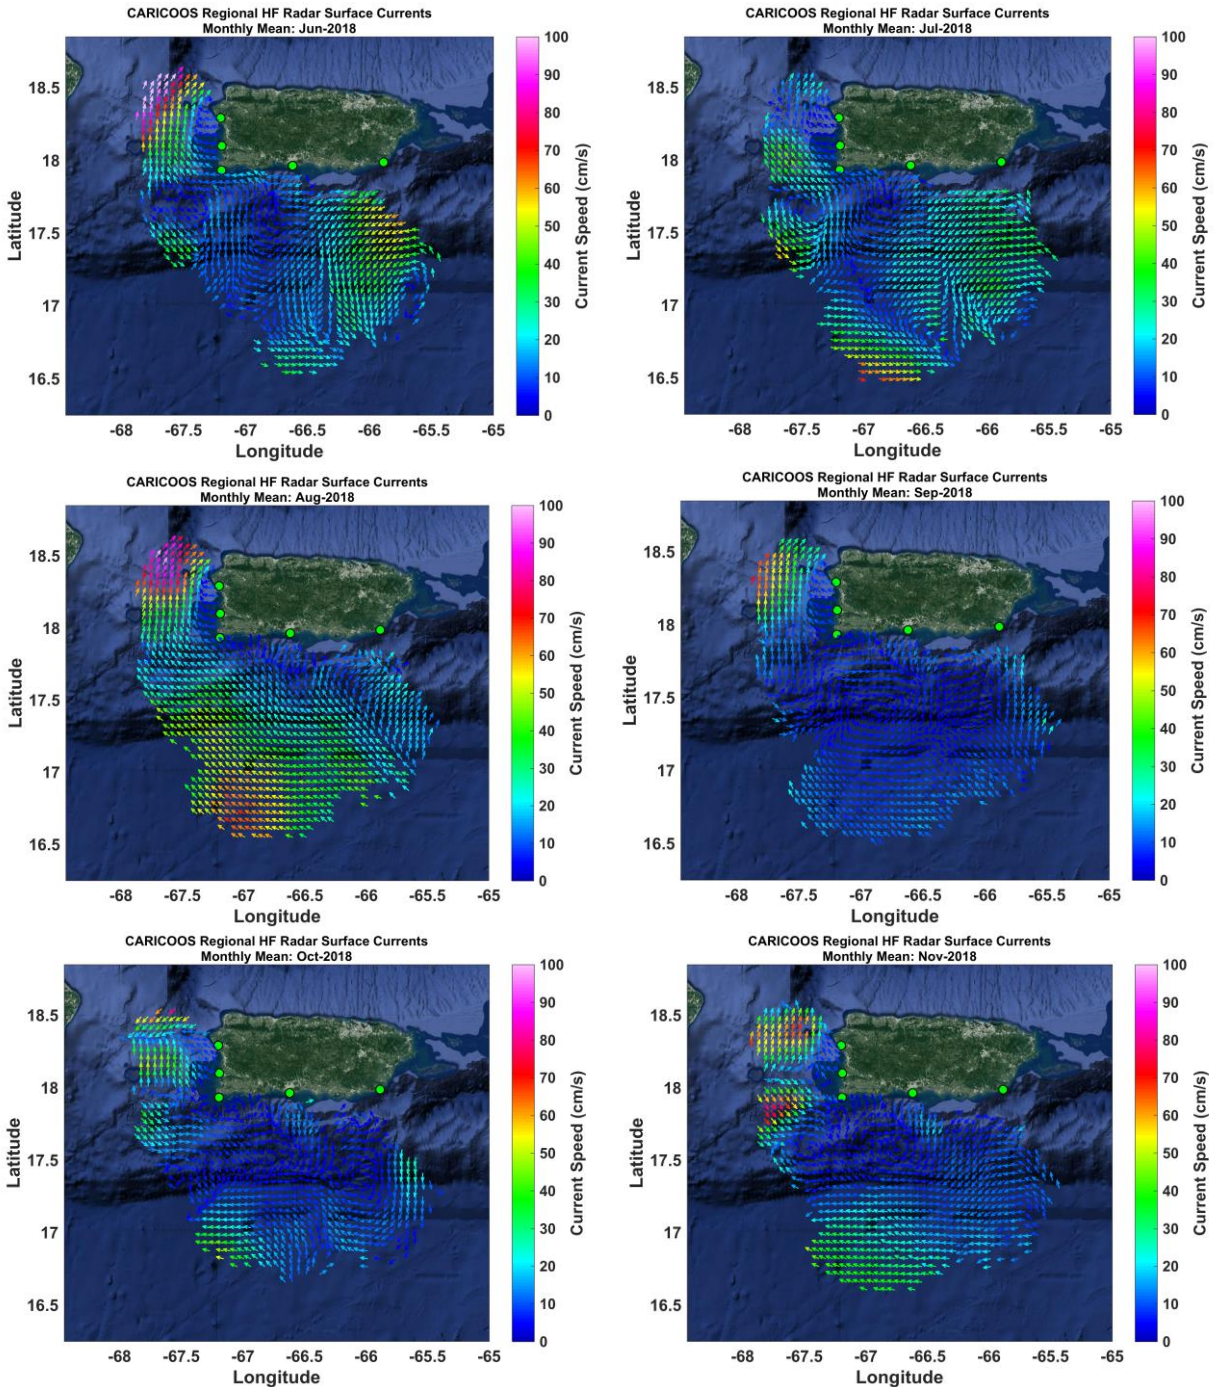 CARICOOS Regional HF Radar Surface Currents
Monthly Mean: Jun-2018
18.5
18
17.5
17
16.5
Latitude
-68 -67.5 -67 -66.5 -66 -65.5 -65
Longitude
100
90
80
70
60
50
40
30
20
10
0
Current Speed (cm/s)
CARICOOS Regional HF Radar Surface Currents
Monthly Mean: Jul-2018
18.5
18
17.5
17
16.5
Latitude
-68 -67.5 -67 -66.5 -66 -65.5 -65
Longitude
100
90
80
70
60
50
40
30
20
10
0
Current Speed (cm/s)
CARICOOS Regional HF Radar Surface Currents
Monthly Mean: Aug-2018
18.5
18
17.5
17
16.5
Latitude
-68 -67.5 -67 -66.5 -66 -65.5 -65
Longitude
100
90
80
70
60
50
40
30
20
10
0
Current Speed (cm/s)
CARICOOS Regional HF Radar Surface Currents
Monthly Mean: Sep-2018
18.5
18
17.5
17
16.5
Latitude
-68 -67.5 -67 -66.5 -66 -65.5 -65
Longitude
100
90
80
70
60
50
40
30
20
10
0
Current Speed (cm/s)
CARICOOS Regional HF Radar Surface Currents
Monthly Mean: Oct-2018
18.5
18
17.5
17
16.5
Latitude
-68 -67.5 -67 -66.5 -66 -65.5 -65
Longitude
100
90
80
70
60
50
40
30
20
10
0
Current Speed (cm/s)
CARICOOS Regional HF Radar Surface Currents
Monthly Mean: Nov-2018
18.5
18
17.5
17
16.5
Latitude
-68 -67.5 -67 -66.5 -66 -65.5 -65
Longitude
100
90
80
70
60
50
40
30
20
10
0
Current Speed (cm/s)